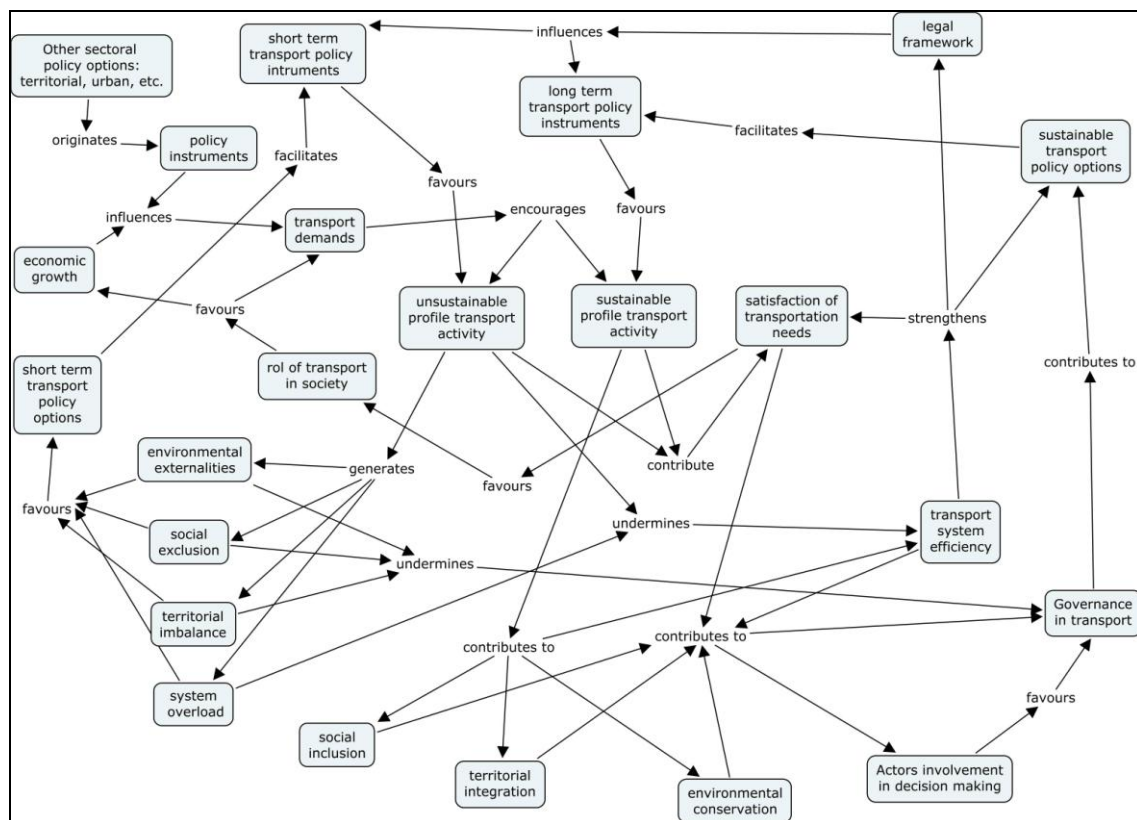 Other sectoral
policy options:
territorial, urban, etc.
short term
transport policy
intruments
influences
legal
framework
long term
transport policy
instruments
originates
policy
instruments
facilitates
facilitates
sustainable
transport
policy options
favours
influences
transport
demands
encourages
favours
economic
growth
favours
unsustainable
profile transport
activity
sustainable
profile transport
activity
satisfaction of
transportation
needs
strengthens
short term
transport
policy
options
rol of transport
in society
contributes to
environmental
externalities
generates
contribute
favours
favours
social
exclusion
undermines
transport
system
efficiency
undermines
territorial
imbalance
Governance
in transport
contributes to
contributes to
system
overload
favours
social
inclusion
territorial
integration
environmental
conservation
Actors involvement
in decision making